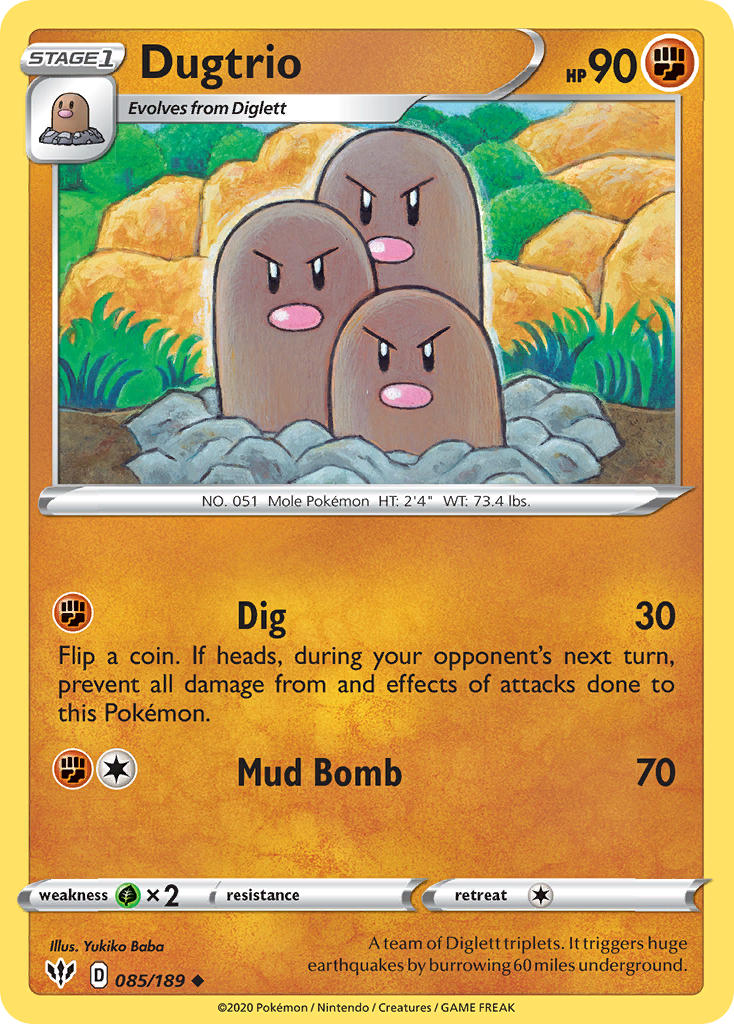 STAGE1
Dugtrio
HP 90
Evolves from Diglett
NO. 051 Mole Pokémon HT: 2'4" WT: 73.4 lbs.
Dig 30
Flip a coin. If heads, during your opponent's next turn,
prevent all damage from and effects of attacks done to
this Pokémon.
Mud Bomb 70
weakness ×2 resistance retreat
Illus. Yukiko Baba
A team of Diglett triplets. It triggers huge
earthquakes by burrowing 60 miles underground.
D 085/189
©2020 Pokémon / Nintendo / Creatures / GAME FREAK